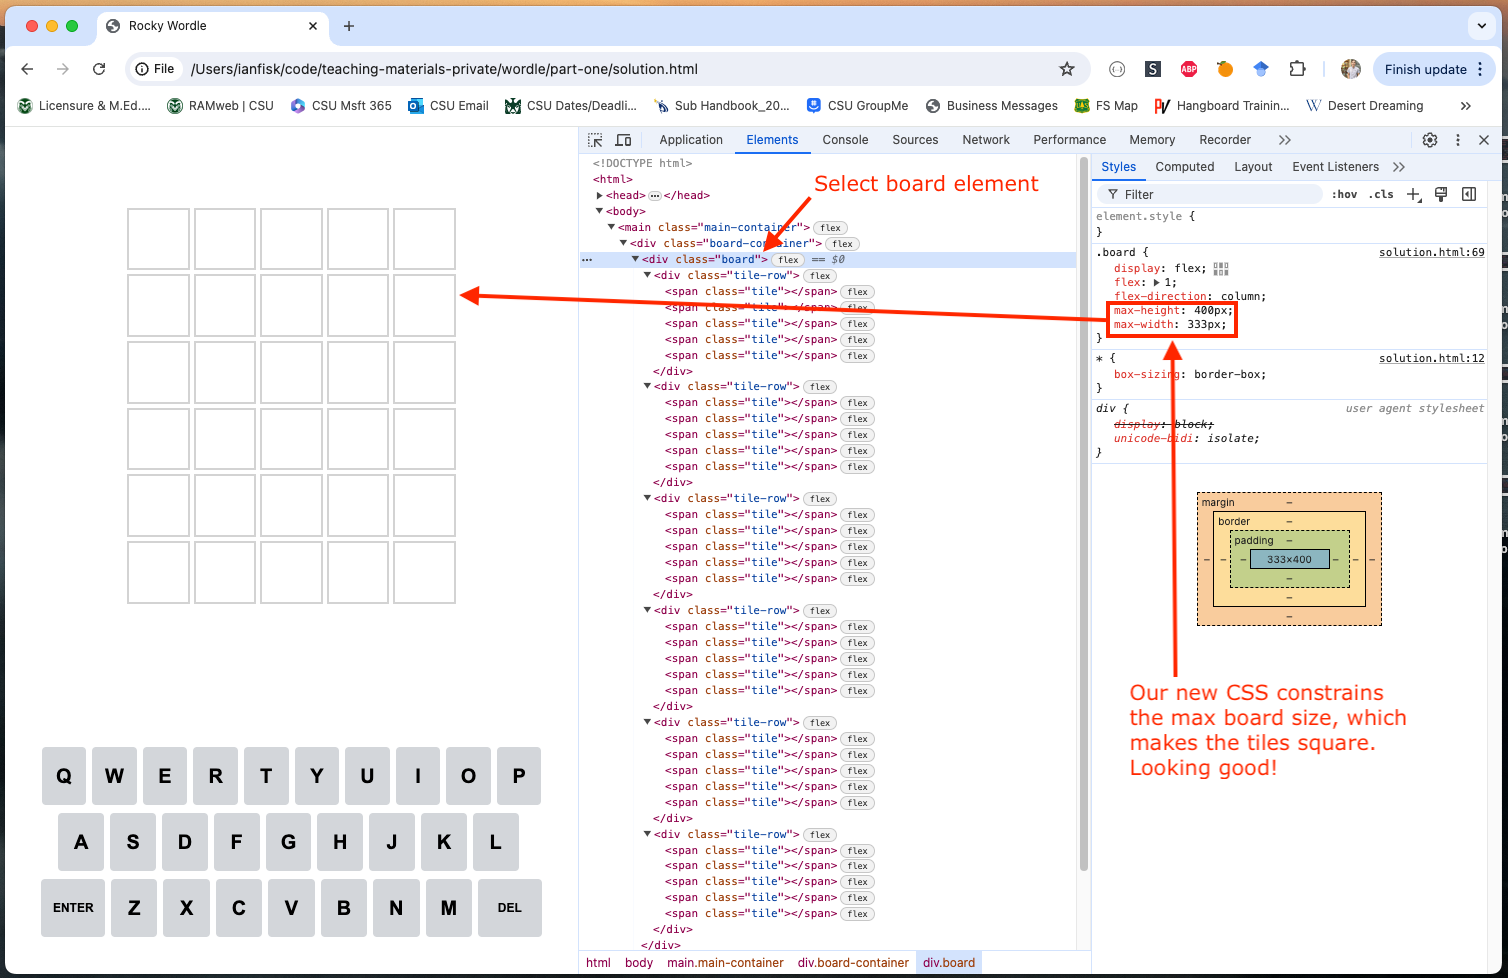 Rocky Wordle
File /Users/ianfisk/code/teaching-materials-private/wordle/part-one/solution.html
S ABP Finish update
Licensure & M.Ed.... RAMweb | CSU CSU Msft 365 CSU Email CSU Dates/Deadli... Sub Handbook_20... CSU GroupMe Business Messages FS Map Hangboard Trainin... Desert Dreaming
Application Elements Console Sources Network Performance Memory Recorder
Styles Computed Layout Event Listeners
Filter :hov .cls
<!DOCTYPE html>
<html>
<head> ... </head>
<body>
<main class="main-container"> flex
<div class="board-container"> flex
<div class="board"> flex == $0
<div class="tile-row"> flex
<span class="tile"></span> flex
<span class="tile"></span> flex
<span class="tile"></span> flex
<span class="tile"></span> flex
<span class="tile"></span> flex
</div>
<div class="tile-row"> flex
<span class="tile"></span> flex
<span class="tile"></span> flex
<span class="tile"></span> flex
<span class="tile"></span> flex
<span class="tile"></span> flex
</div>
<div class="tile-row"> flex
<span class="tile"></span> flex
<span class="tile"></span> flex
<span class="tile"></span> flex
<span class="tile"></span> flex
<span class="tile"></span> flex
</div>
<div class="tile-row"> flex
<span class="tile"></span> flex
<span class="tile"></span> flex
<span class="tile"></span> flex
<span class="tile"></span> flex
<span class="tile"></span> flex
</div>
<div class="tile-row"> flex
<span class="tile"></span> flex
<span class="tile"></span> flex
<span class="tile"></span> flex
<span class="tile"></span> flex
<span class="tile"></span> flex
</div>
<div class="tile-row"> flex
<span class="tile"></span> flex
<span class="tile"></span> flex
<span class="tile"></span> flex
<span class="tile"></span> flex
<span class="tile"></span> flex
</div>
</div>
html body main.main-container div.board-container div.board
Select board element
element.style {
}
.board { solution.html:69
display: flex;
flex: 1;
flex-direction: column;
max-height: 400px;
max-width: 333px;
}
* { solution.html:12
box-sizing: border-box;
}
div { user agent stylesheet
display: block;
unicode-bidi: isolate;
}
margin –
border –
padding –
– – – 333×400 – – –
–
–
–
Our new CSS constrains
the max board size, which
makes the tiles square.
Looking good!
Q W E R T Y U I O P
A S D F G H J K L
ENTER Z X C V B N M DEL